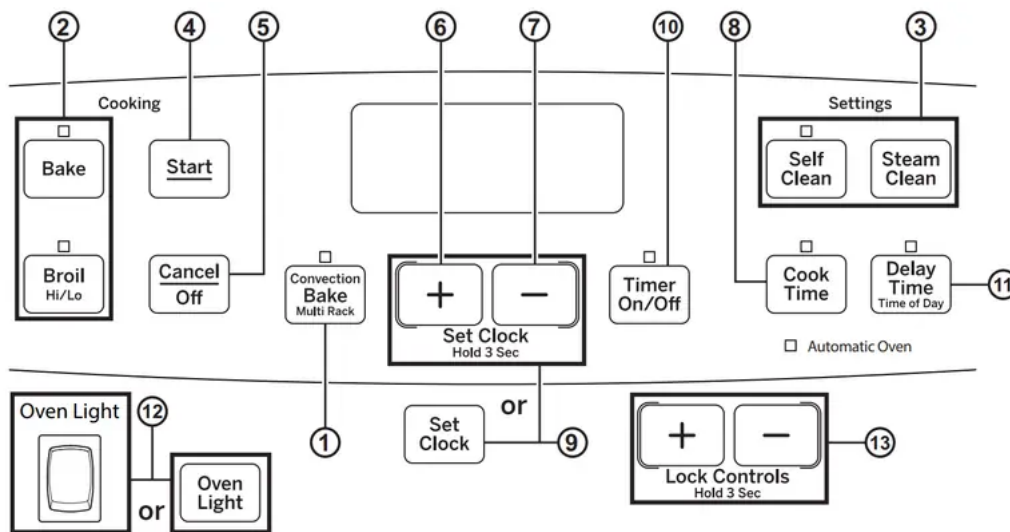 2
4
5
6
7
10
8
3
Cooking
Settings
Bake
Start
Self
Clean
Steam
Clean
Broil
Hi/Lo
Cancel
Off
Convection
Bake
Multi Rack
+
−
Set Clock
Hold 3 Sec
Timer
On/Off
Cook
Time
Delay
Time
Time of Day
11
Automatic Oven
Oven Light
12
or
Oven
Light
1
Set
Clock
or
9
+
−
Lock Controls
Hold 3 Sec
13